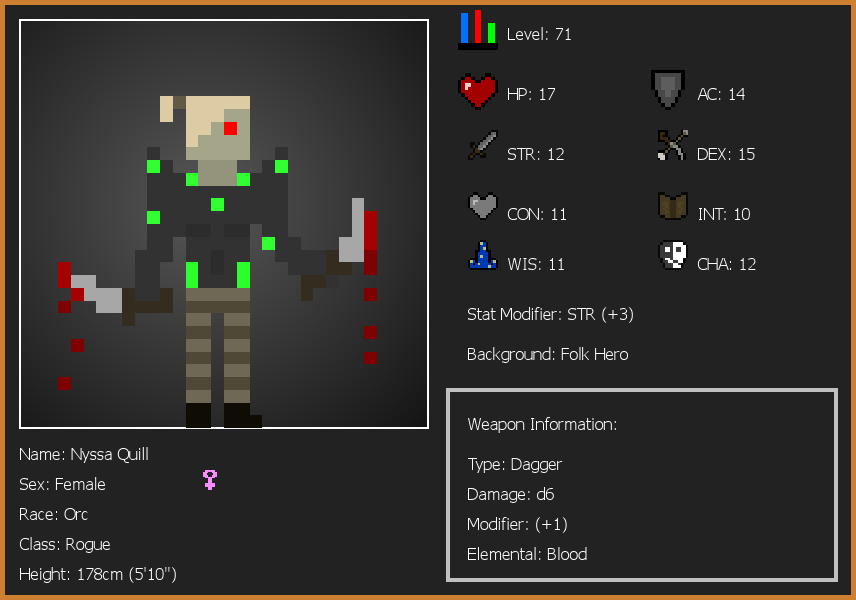 Level: 71
HP: 17
AC: 14
STR: 12
DEX: 15
CON: 11
INT: 10
WIS: 11
CHA: 12
Stat Modifier: STR (+3)
Background: Folk Hero
Name: Nyssa Quill
Sex: Female
Race: Orc
Class: Rogue
Height: 178cm (5'10")
Weapon Information:
Type: Dagger
Damage: d6
Modifier: (+1)
Elemental: Blood